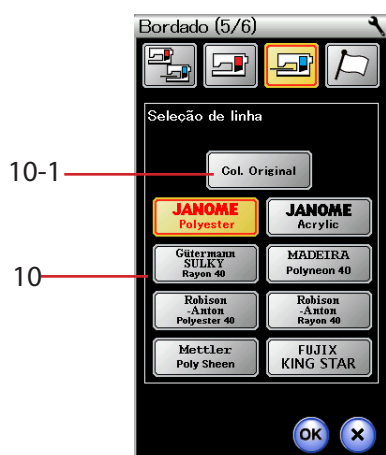 Bordado (5/6)
Seleção de linha
10-1
Col. Original
JANOME
Polyester
JANOME
Acrylic
10
Gütermann
SULKY
Rayon 40
MADEIRA
Polyneon 40
Robison
-Anton
Polyester 40
Robison
-Anton
Rayon 40
Mettler
Poly Sheen
FUJIX
KING STAR
OK